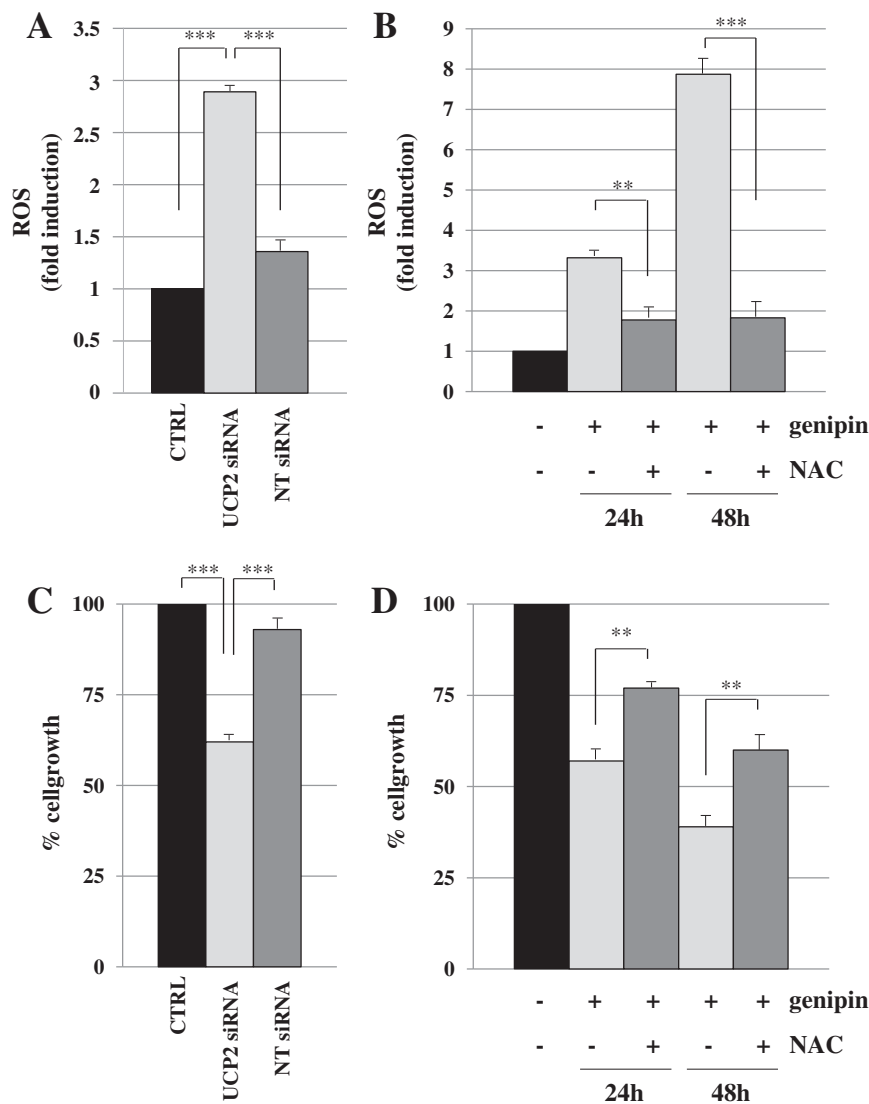 A
*** ***
ROS
(fold induction)
3.5
3
2.5
2
1.5
1
0.5
0
CTRL
UCP2 siRNA
NT siRNA
B
ROS
(fold induction)
9
8
7
6
5
4
3
2
1
0
**
***
- + + + + genipin
- - + - + NAC
24h 48h
C
*** ***
% cellgrowth
100
75
50
25
0
CTRL
UCP2 siRNA
NT siRNA
D
% cellgrowth
100
75
50
25
0
**
**
- + + + + genipin
- - + - + NAC
24h 48h